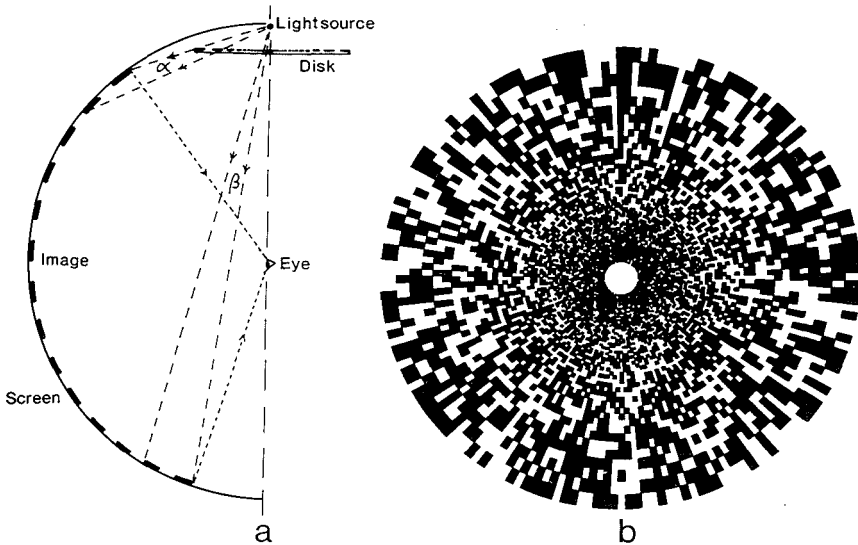 Lightsource
α
Disk
β
Image
Eye
Screen
a
b